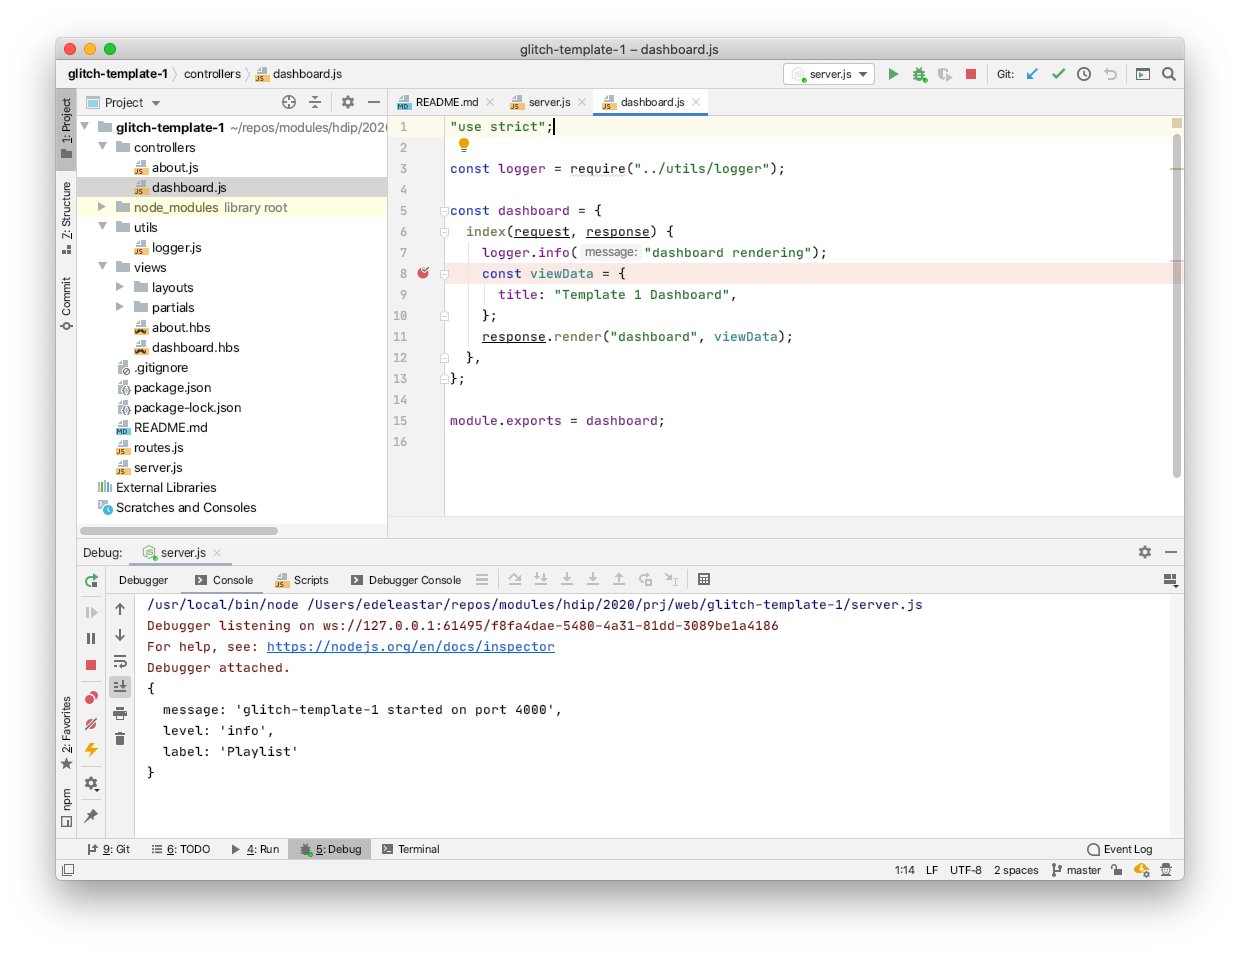 glitch-template-1 – dashboard.js
glitch-template-1 controllers dashboard.js
server.js
Git:
1: Project
Z: Structure
Commit
2: Favorites
npm
Project
glitch-template-1 ~/repos/modules/hdip/2020
controllers
about.js
dashboard.js
node_modules library root
utils
logger.js
views
layouts
partials
about.hbs
dashboard.hbs
.gitignore
package.json
package-lock.json
README.md
routes.js
server.js
External Libraries
Scratches and Consoles
README.md server.js dashboard.js
1 "use strict";
2
3 const logger = require("../utils/logger");
4
5 const dashboard = {
6 index(request, response) {
7 logger.info( message: "dashboard rendering");
8 const viewData = {
9 title: "Template 1 Dashboard",
10 };
11 response.render("dashboard", viewData);
12 },
13 };
14
15 module.exports = dashboard;
16
Debug: server.js
Debugger Console Scripts Debugger Console
/usr/local/bin/node /Users/edeleastar/repos/modules/hdip/2020/prj/web/glitch-template-1/server.js
Debugger listening on ws://127.0.0.1:61495/f8fa4dae-5480-4a31-81dd-3089be1a4186
For help, see: https://nodejs.org/en/docs/inspector
Debugger attached.
{
message: 'glitch-template-1 started on port 4000',
level: 'info',
label: 'Playlist'
}
9: Git 6: TODO 4: Run 5: Debug Terminal Event Log
1:14 LF UTF-8 2 spaces master